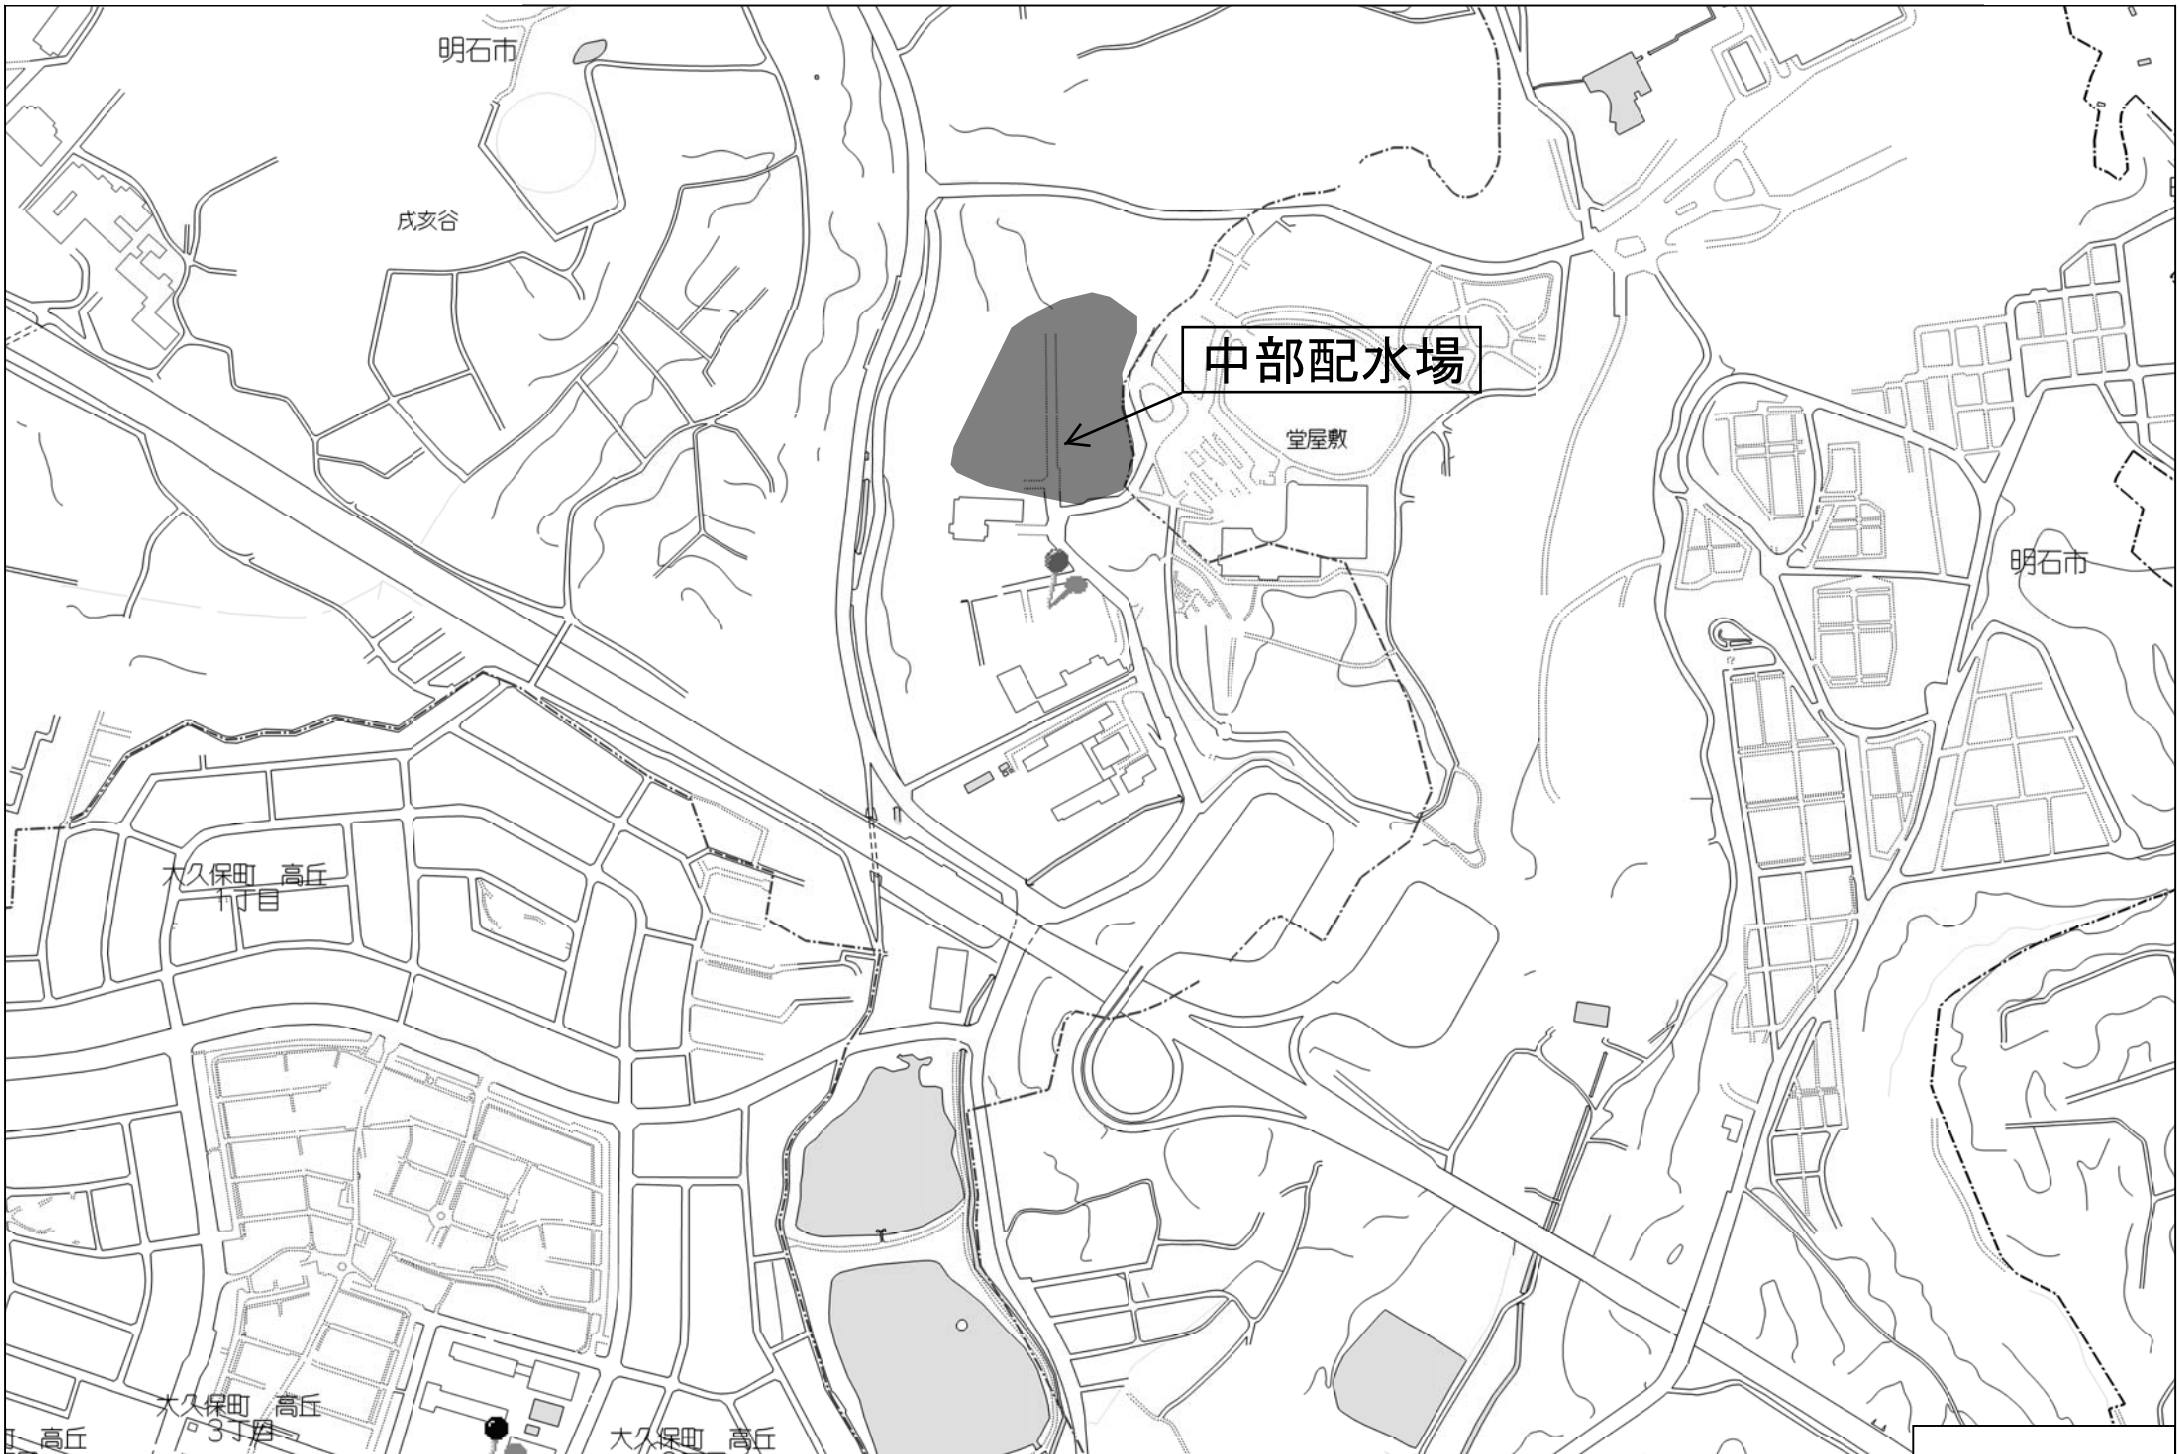 明石市
戌亥谷
中部配水場
堂屋敷
明石市
大久保町 高丘
1丁目
大久保町 高丘
3丁目
高丘
大久保町 高丘